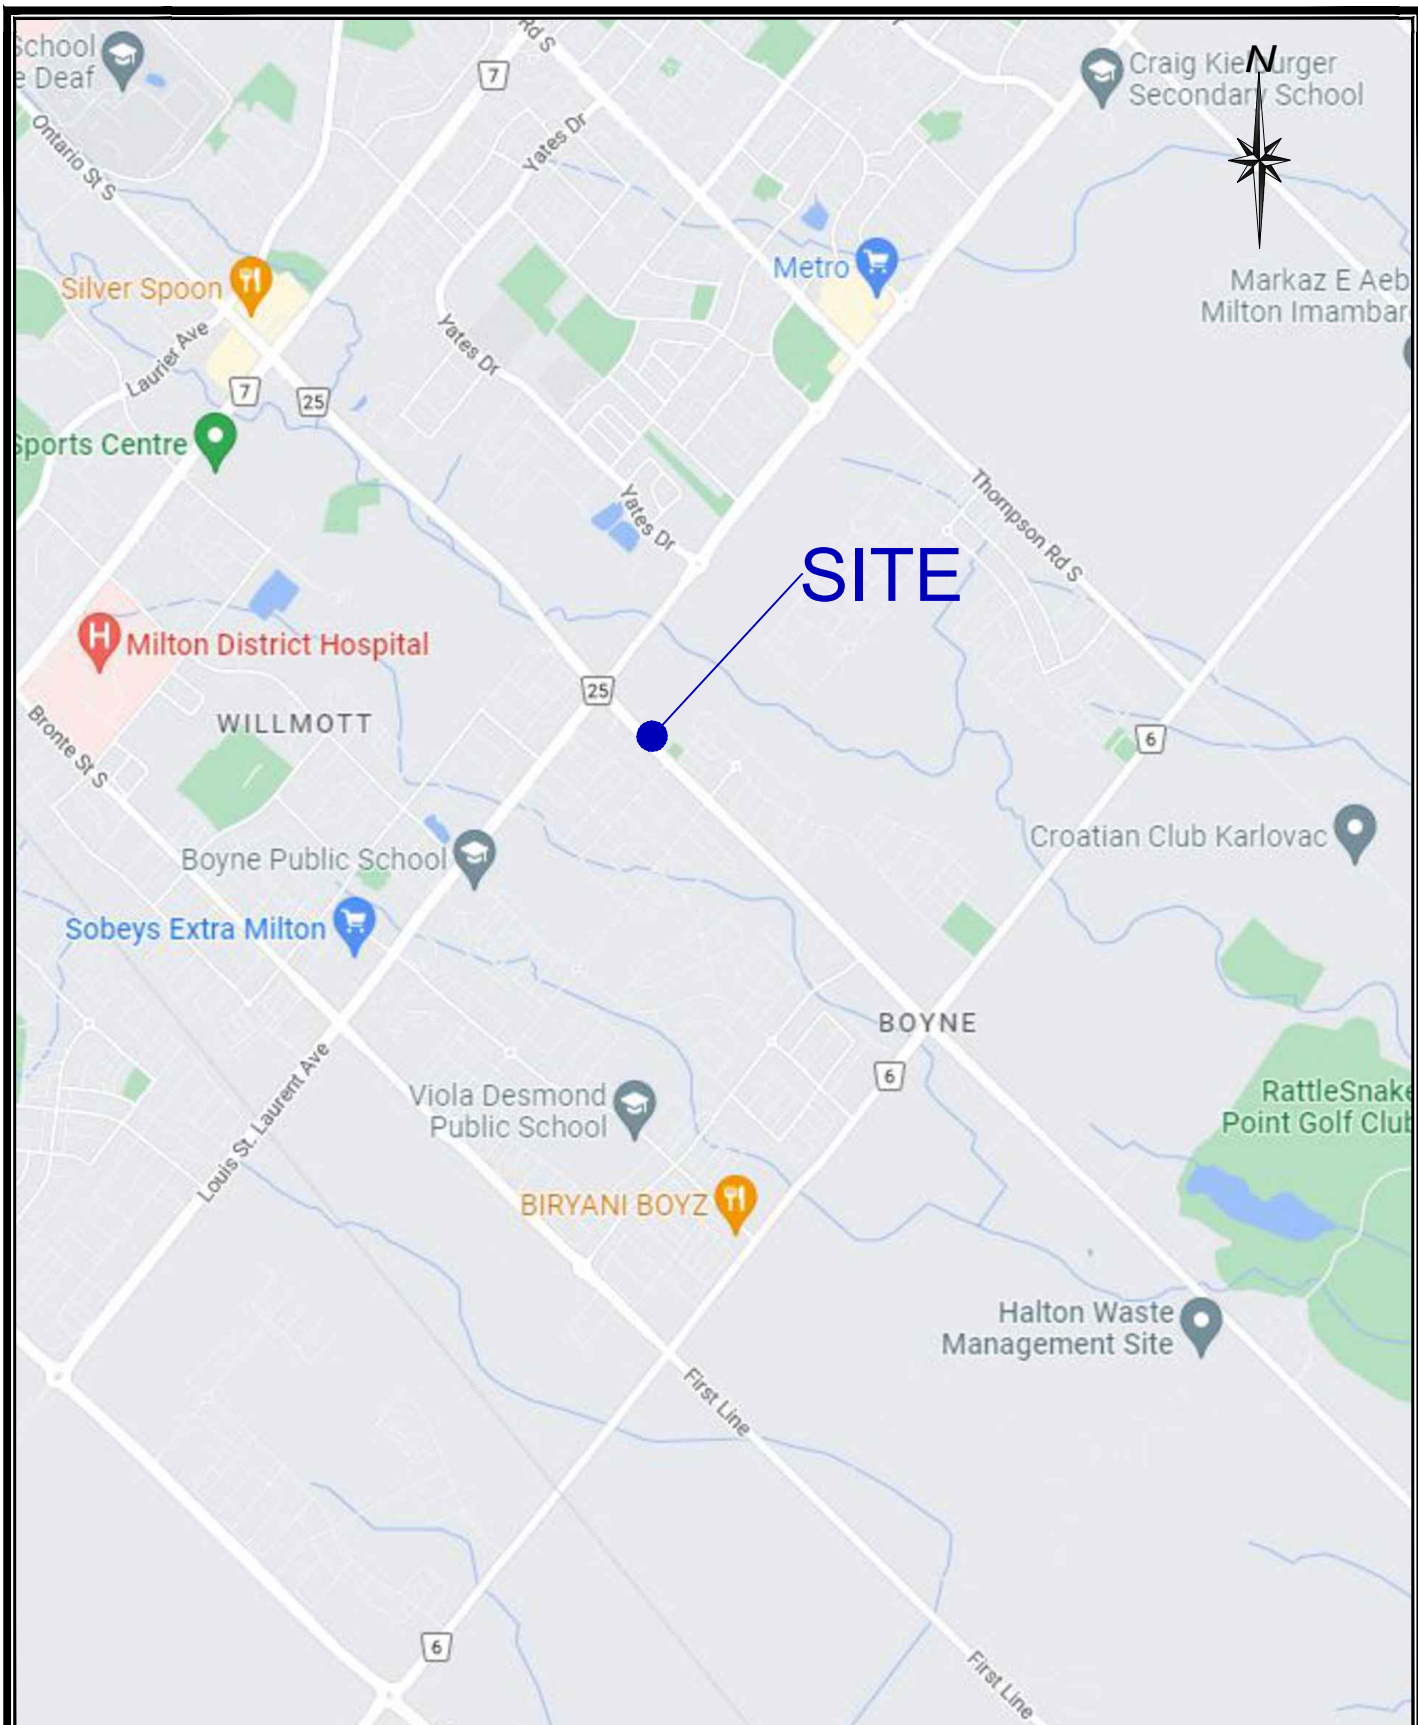 School
e Deaf
Rd S
7
Craig Kielburger
Secondary School
N
Ontario St S
Yates Dr
Silver Spoon
Metro
Markaz E Aeb
Milton Imambar
Laurier Ave
Yates Dr
7
25
Sports Centre
Yates Dr
Thompson Rd S
SITE
Milton District Hospital
25
Bronte St S
WILLMOTT
6
Boyne Public School
Croatian Club Karlovac
Sobeys Extra Milton
BOYNE
Louis St. Laurent Ave
6
Viola Desmond
Public School
RattleSnake
Point Golf Club
BIRYANI BOYZ
Halton Waste
Management Site
First Line
6
First Line